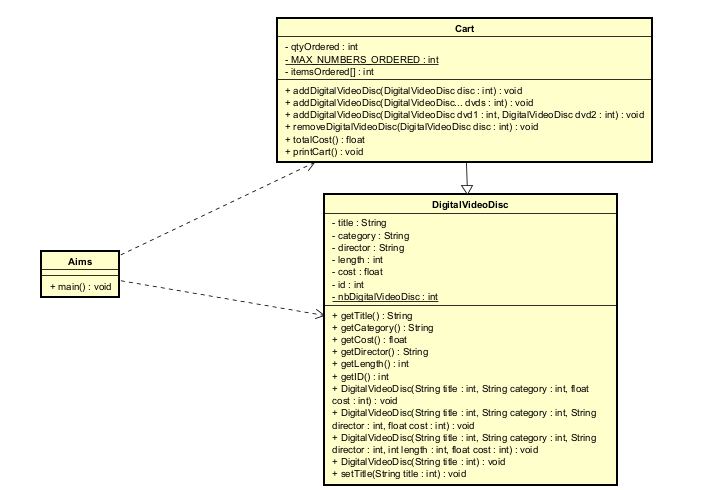 Cart
- qtyOrdered : int
- MAX_NUMBERS_ORDERED : int
- itemsOrdered[] : int
+ addDigitalVideoDisc(DigitalVideoDisc disc : int) : void
+ addDigitalVideoDisc(DigitalVideoDisc... dvds : int) : void
+ addDigitalVideoDisc(DigitalVideoDisc dvd1 : int, DigitalVideoDisc dvd2 : int) : void
+ removeDigitalVideoDisc(DigitalVideoDisc disc : int) : void
+ totalCost() : float
+ printCart() : void
Aims
+ main() : void
DigitalVideoDisc
- title : String
- category : String
- director : String
- length : int
- cost : float
- id : int
- nbDigitalVideoDisc : int
+ getTitle() : String
+ getCategory() : String
+ getCost() : float
+ getDirector() : String
+ getLength() : int
+ getID() : int
+ DigitalVideoDisc(String title : int, String category : int, float
cost : int) : void
+ DigitalVideoDisc(String title : int, String category : int, String
director : int, float cost : int) : void
+ DigitalVideoDisc(String title : int, String category : int, String
director : int, int length : int, float cost : int) : void
+ DigitalVideoDisc(String title : int) : void
+ setTitle(String title : int) : void